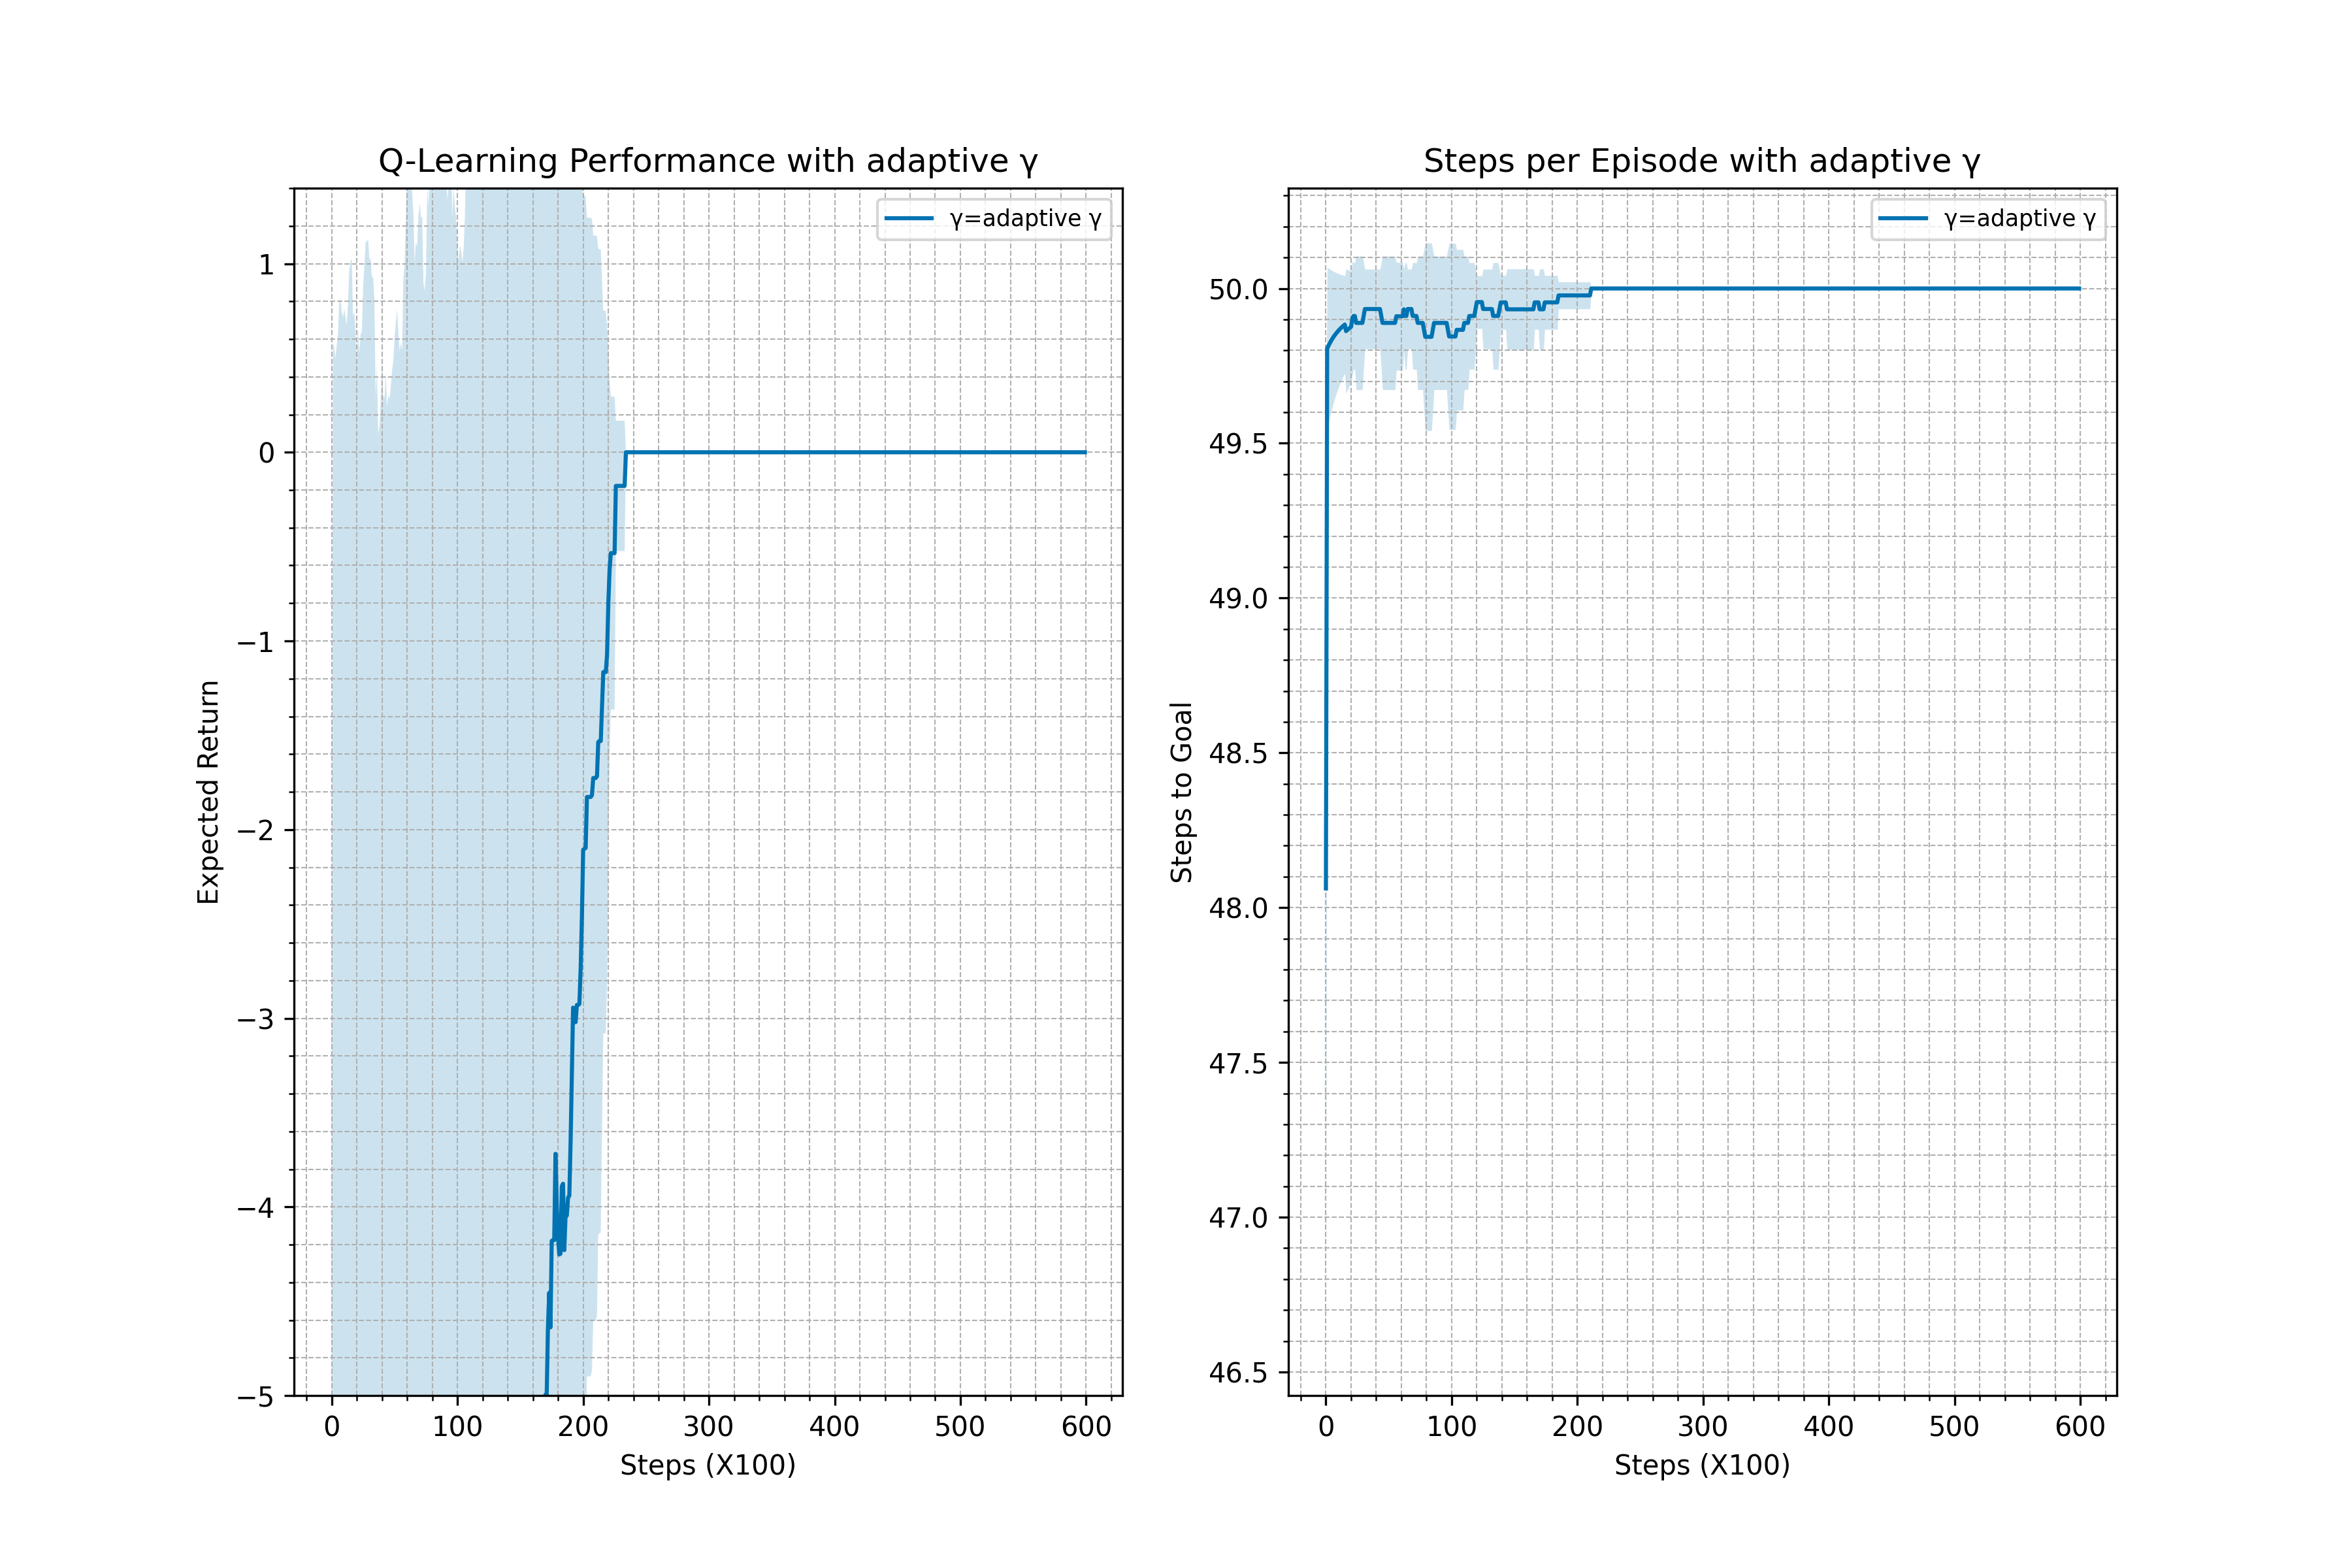 Q-Learning Performance with adaptive γ
γ=adaptive γ
1
0
−1
−2
−3
−4
−5
Expected Return
0 100 200 300 400 500 600
Steps (X100)
Steps per Episode with adaptive γ
γ=adaptive γ
50.0
49.5
49.0
48.5
48.0
47.5
47.0
46.5
Steps to Goal
0 100 200 300 400 500 600
Steps (X100)